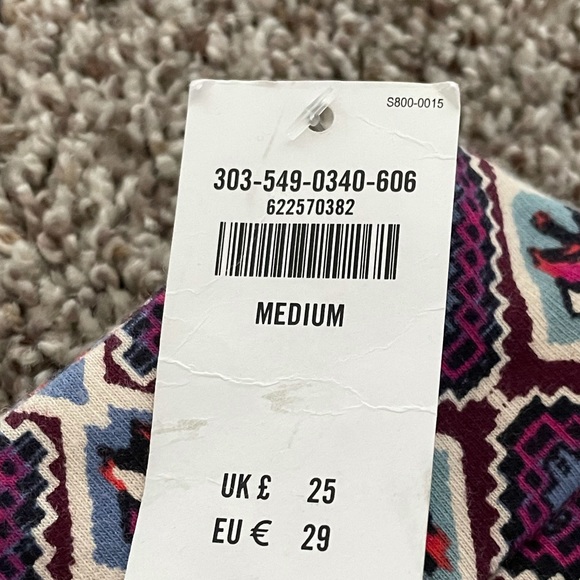 S800-0015
303-549-0340-606
622570382
MEDIUM
UK £ 25
EU € 29